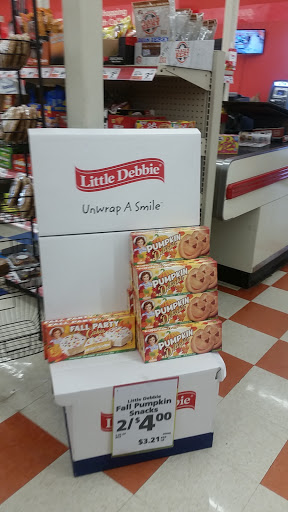 Little Debbie
Unwrap A Smile
PUMPKIN
PUMPKIN
PUMPKIN
PUMPKIN
FALL PARTY
Little Debbie
Fall Pumpkin
Snacks
2/$4.00
$3.21